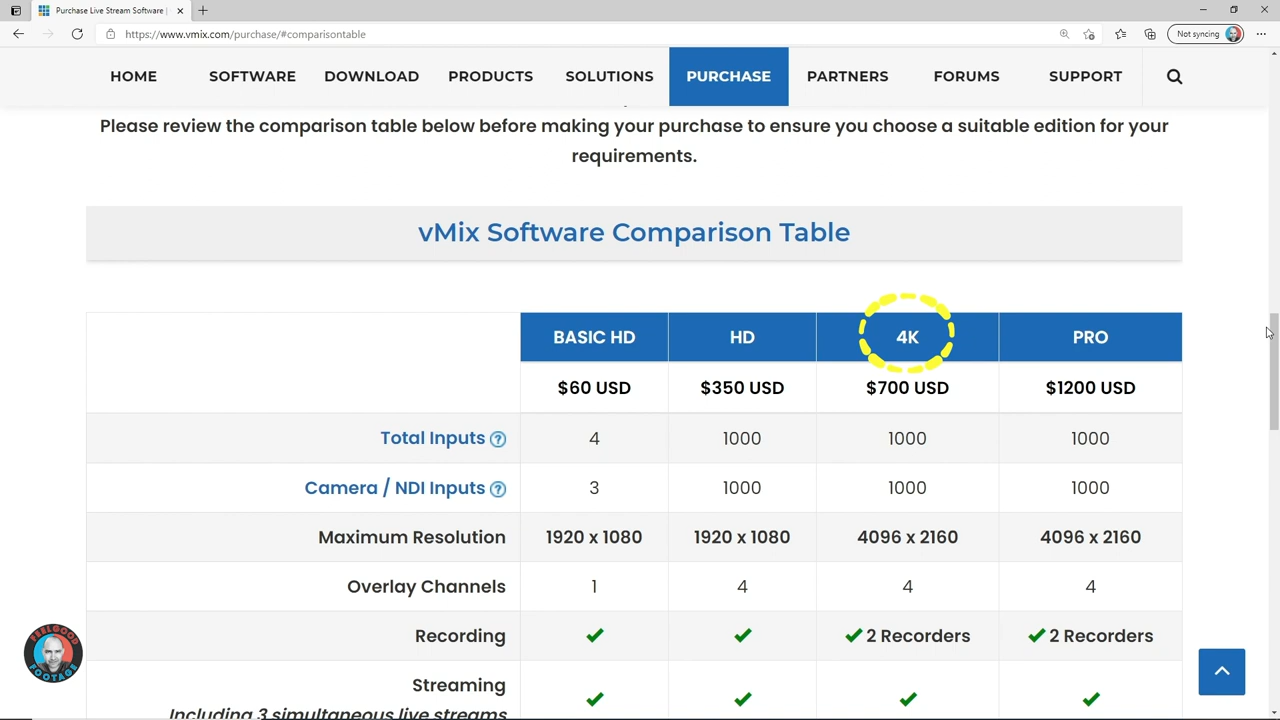 Purchase Live Stream Software |
https://www.vmix.com/purchase/#comparisontable
Not syncing
HOME SOFTWARE DOWNLOAD PRODUCTS SOLUTIONS PURCHASE PARTNERS FORUMS SUPPORT
Please review the comparison table below before making your purchase to ensure you choose a suitable edition for your
requirements.
vMix Software Comparison Table
BASIC HD HD 4K PRO
$60 USD $350 USD $700 USD $1200 USD
Total Inputs ? 4 1000 1000 1000
Camera / NDI Inputs ? 3 1000 1000 1000
Maximum Resolution 1920 x 1080 1920 x 1080 4096 x 2160 4096 x 2160
Overlay Channels 1 4 4 4
Recording ✔ ✔ ✔ 2 Recorders ✔ 2 Recorders
Streaming ✔ ✔ ✔ ✔
Including 3 simultaneous live streams
FEELGOOD
FOOTAGE